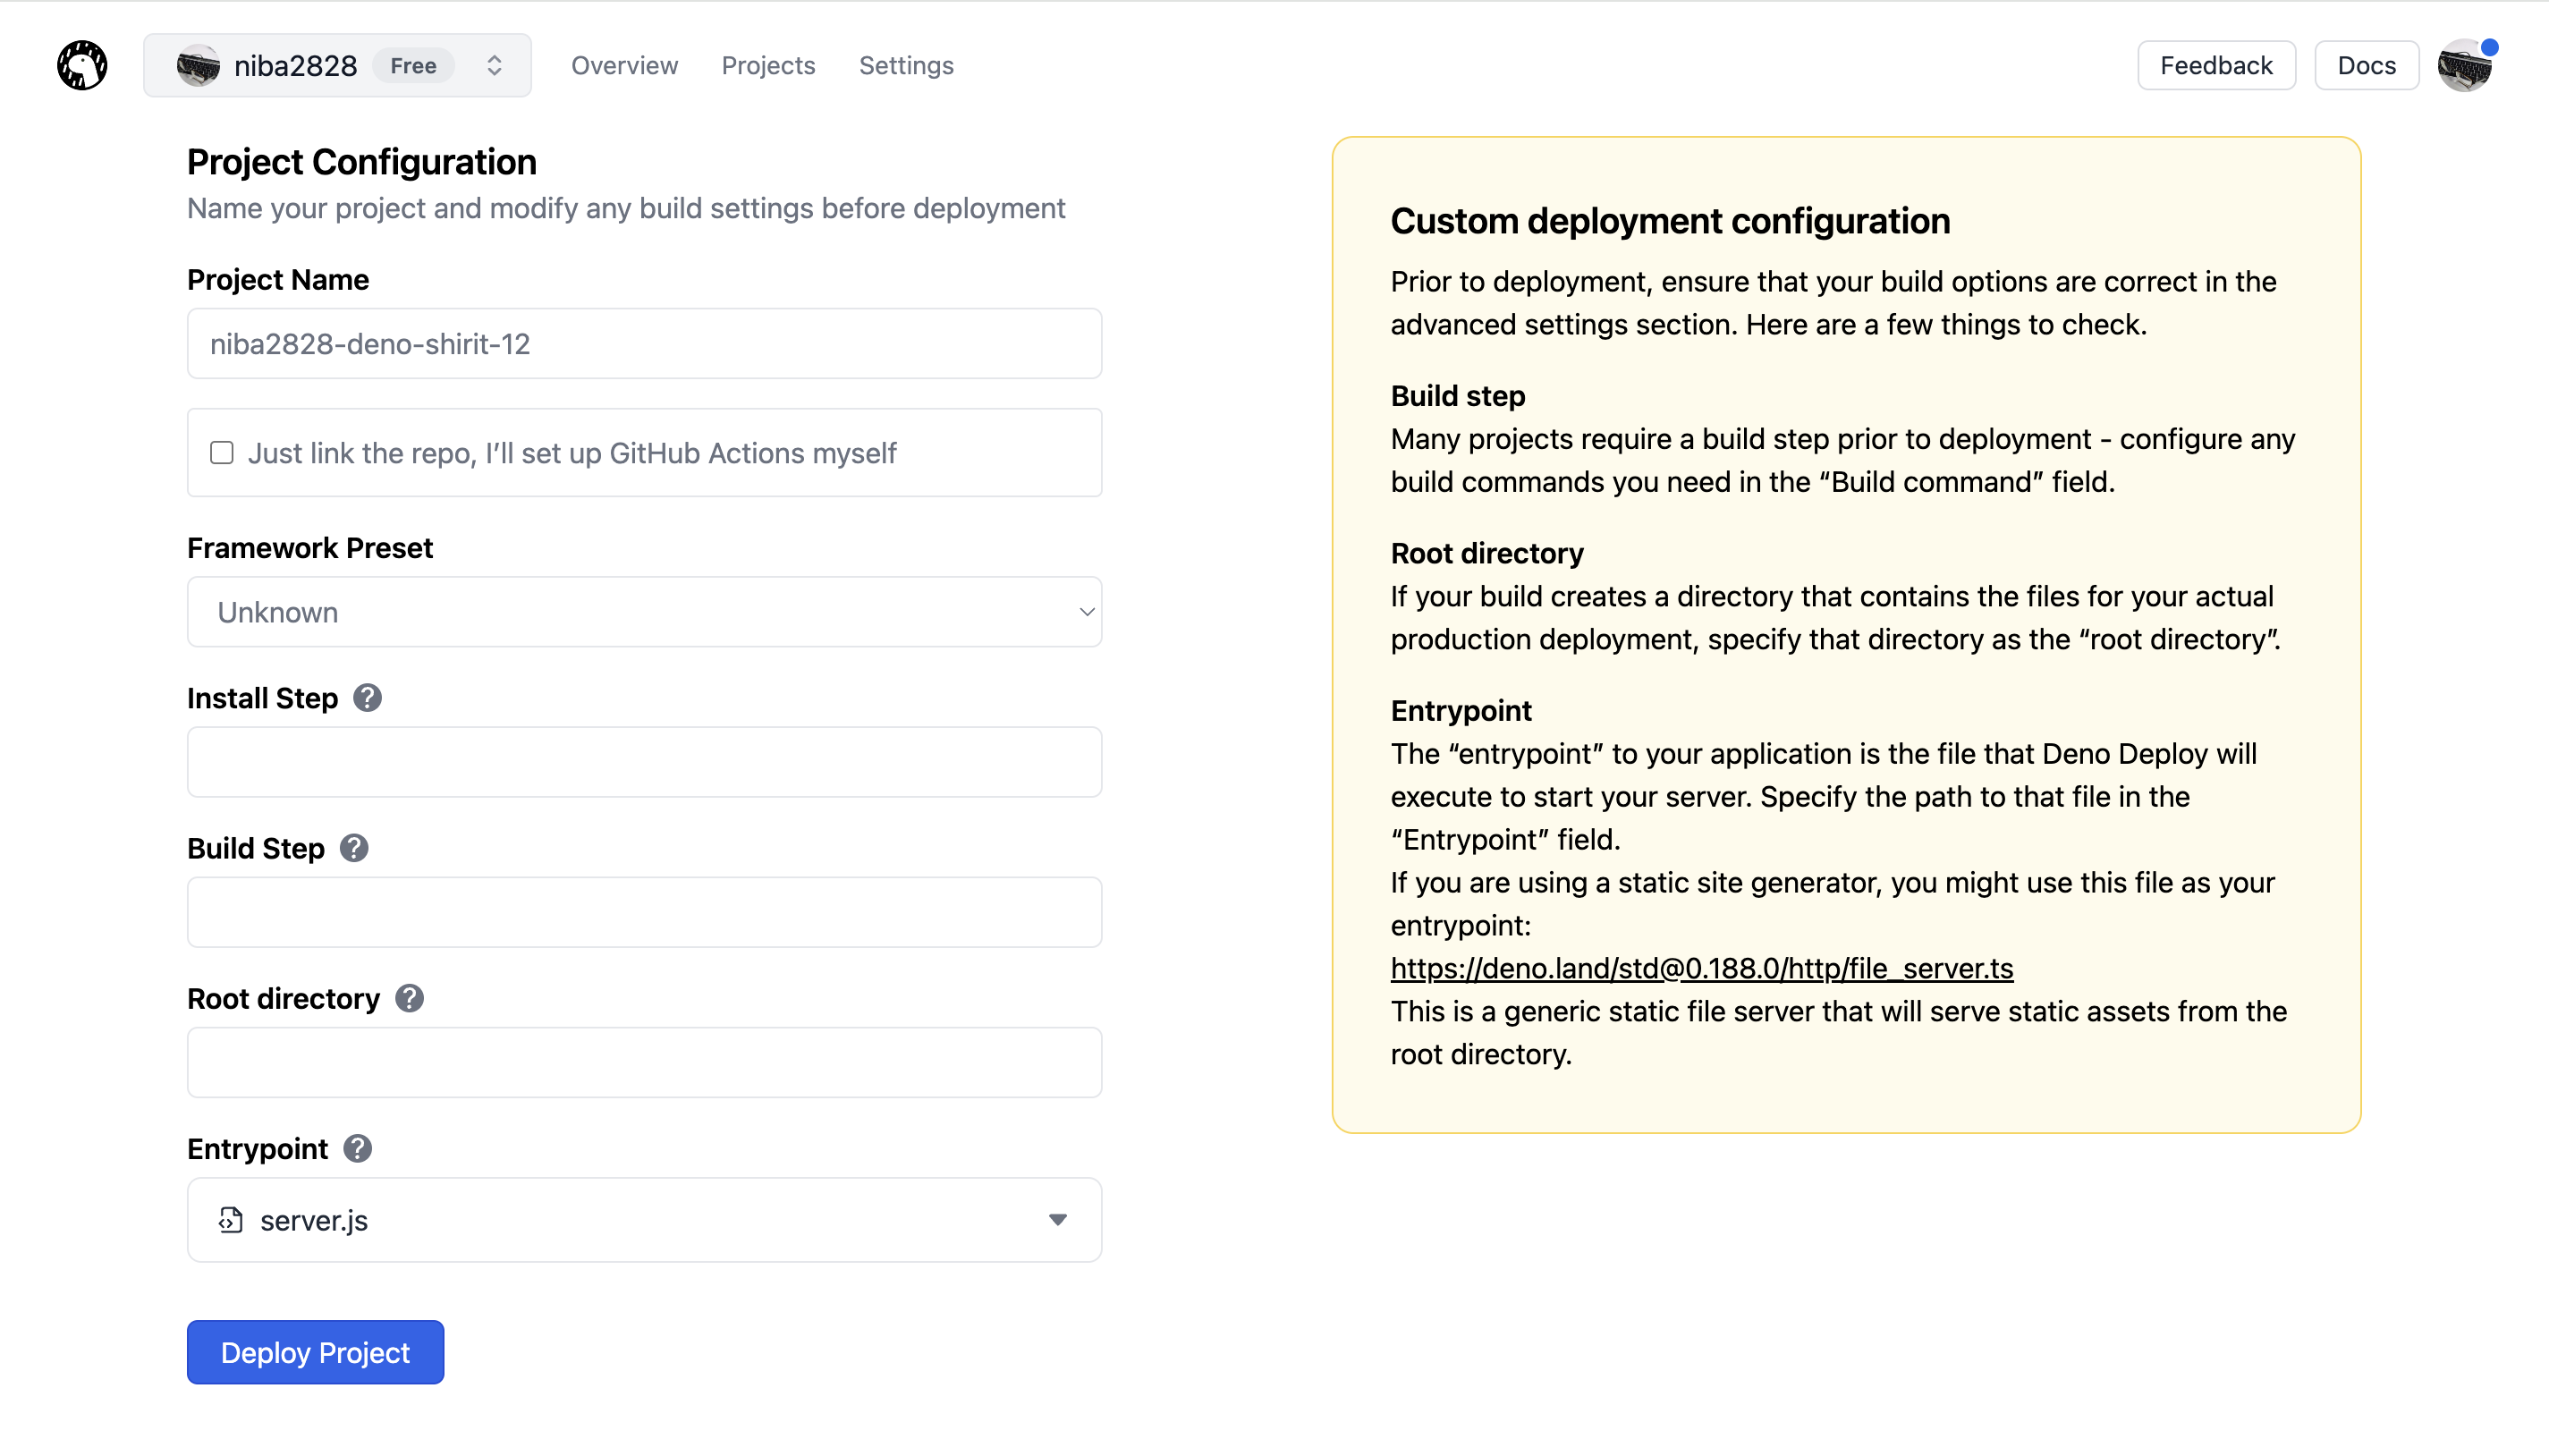 niba2828 Free Overview Projects Settings Feedback Docs
Project Configuration
Name your project and modify any build settings before deployment
Project Name
niba2828-deno-shirit-12
Just link the repo, I’ll set up GitHub Actions myself
Framework Preset
Unknown
Install Step ?
Build Step ?
Root directory ?
Entrypoint ?
server.js
Deploy Project
Custom deployment configuration
Prior to deployment, ensure that your build options are correct in the
advanced settings section. Here are a few things to check.
Build step
Many projects require a build step prior to deployment - configure any
build commands you need in the “Build command” field.
Root directory
If your build creates a directory that contains the files for your actual
production deployment, specify that directory as the “root directory”.
Entrypoint
The “entrypoint” to your application is the file that Deno Deploy will
execute to start your server. Specify the path to that file in the
“Entrypoint” field.
If you are using a static site generator, you might use this file as your
entrypoint:
https://deno.land/std@0.188.0/http/file_server.ts
This is a generic static file server that will serve static assets from the
root directory.